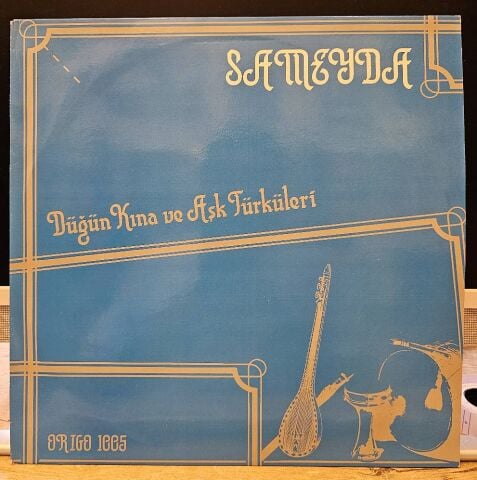 SAMEYDA
Düğün Kına ve Aşk Türküleri
ORIGO 1005